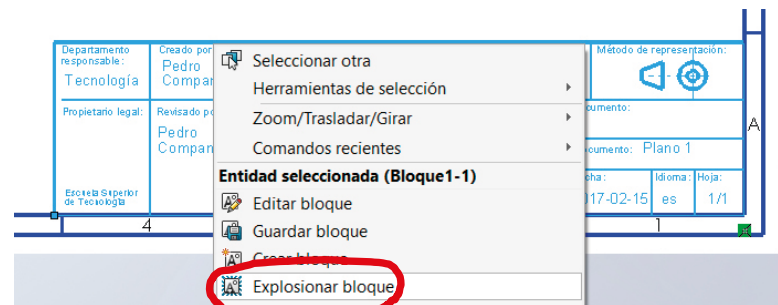 Departamento
responsable:
Tecnología
Creado por
Pedro
Compan
Método de representación:
Propietario legal:
Revisado po
Pedro
Compan
Escuela Superior
de Tecnología
cumento:
cumento: Plano 1
cha:
Idioma:
Hoja:
017-02-15
es
1/1
A
4
1
Seleccionar otra
Herramientas de selección
Zoom/Trasladar/Girar
Comandos recientes
Entidad seleccionada (Bloque1-1)
Editar bloque
Guardar bloque
Crear bloque
Explosionar bloque